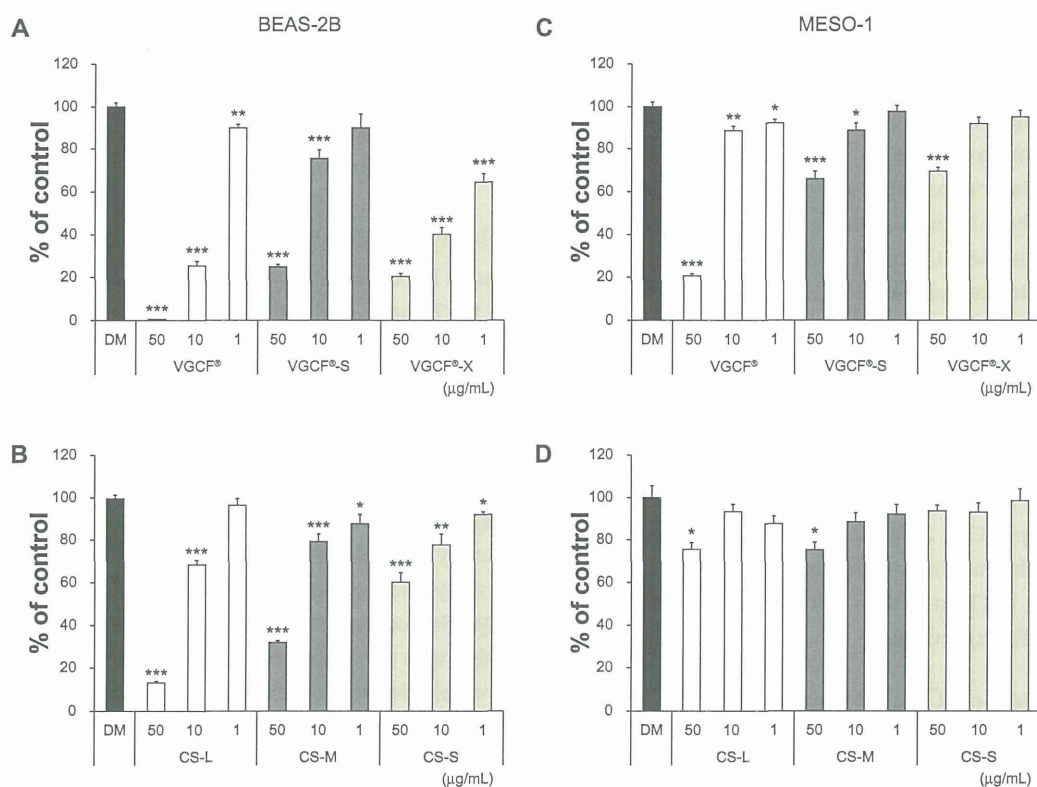 A
BEAS-2B
% of control
120
100
80
60
40
20
0
***
***
**
***
***
***
***
***
DM 50 10 1 50 10 1 50 10 1
VGCF® VGCF®-S VGCF®-X
(μg/mL)
C
MESO-1
% of control
120
100
80
60
40
20
0
***
**
*
***
*
***
DM 50 10 1 50 10 1 50 10 1
VGCF® VGCF®-S VGCF®-X
(μg/mL)
B
% of control
120
100
80
60
40
20
0
***
***
***
***
*
***
**
*
DM 50 10 1 50 10 1 50 10 1
CS-L CS-M CS-S
(μg/mL)
D
% of control
120
100
80
60
40
20
0
*
*
DM 50 10 1 50 10 1 50 10 1
CS-L CS-M CS-S
(μg/mL)